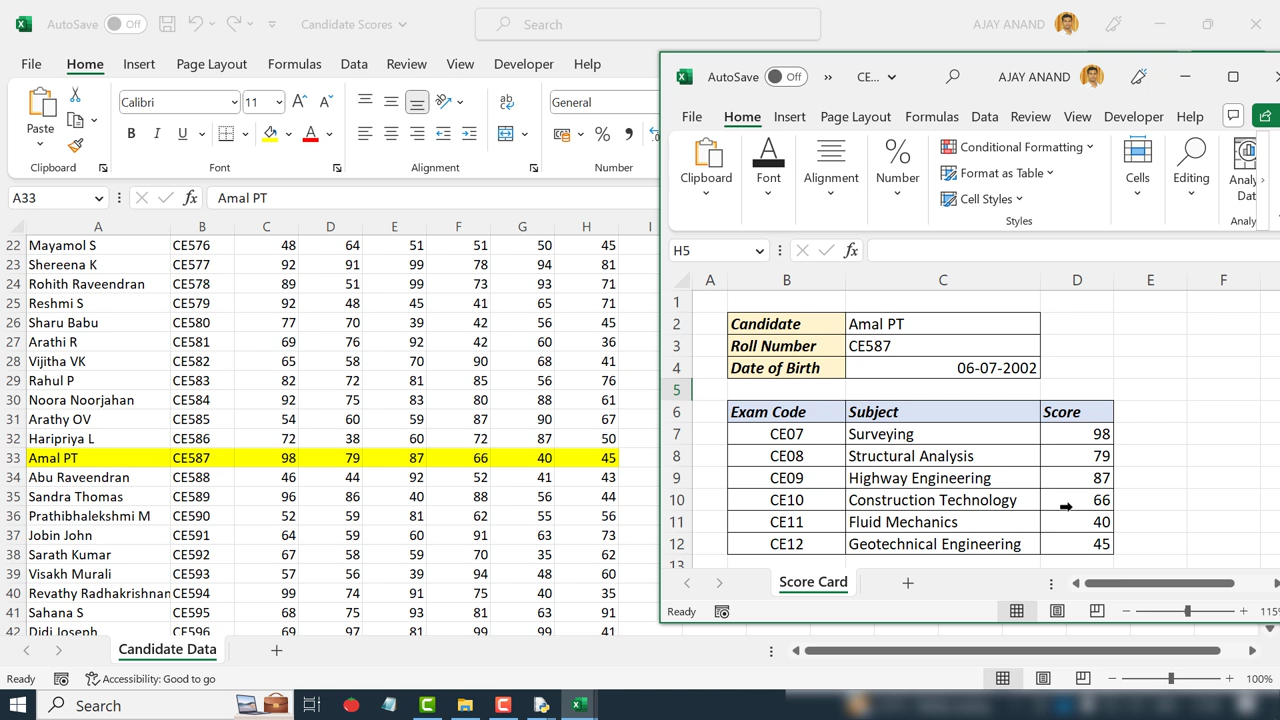 AutoSave Off Candidate Scores Search AJAY ANAND
File Home Insert Page Layout Formulas Data Review View Developer Help
Paste Calibri 11 General
Clipboard Font Alignment Number
A33 Amal PT
A B C D E F G H I
22 Mayamol S CE576 48 64 51 51 50 45
23 Shereena K CE577 92 91 99 78 94 81
24 Rohith Raveendran CE578 89 51 99 73 93 71
25 Reshmi S CE579 92 48 45 41 65 71
26 Sharu Babu CE580 77 70 39 42 56 45
27 Arathi R CE581 69 76 92 42 60 36
28 Vijitha VK CE582 65 58 70 90 68 41
29 Rahul P CE583 82 72 81 85 56 76
30 Noora Noorjahan CE584 92 75 83 80 88 61
31 Arathy OV CE585 54 60 59 87 90 67
32 Haripriya L CE586 72 38 60 72 87 50
33 Amal PT CE587 98 79 87 66 40 45
34 Abu Raveendran CE588 46 44 92 52 41 43
35 Sandra Thomas CE589 96 86 40 88 56 44
36 Prathibhalekshmi M CE590 52 59 81 62 55 56
37 Jobin John CE591 64 59 60 91 63 73
38 Sarath Kumar CE592 67 58 59 70 35 62
39 Visakh Murali CE593 57 56 39 94 48 60
40 Revathy Radhakrishnan CE594 99 74 91 75 40 35
41 Sahana S CE595 68 75 93 81 63 91
42 Didi Joseph CE596 69 97 81 99 99 41
Candidate Data
Ready Accessibility: Good to go 100%
Search
AutoSave Off » CE... AJAY ANAND
File Home Insert Page Layout Formulas Data Review View Developer Help
Clipboard Font Alignment Number Conditional Formatting Format as Table Cell Styles Cells Editing
Styles
H5
A B C D E F
1
2 Candidate Amal PT
3 Roll Number CE587
4 Date of Birth 06-07-2002
5
6 Exam Code Subject Score
7 CE07 Surveying 98
8 CE08 Structural Analysis 79
9 CE09 Highway Engineering 87
10 CE10 Construction Technology 66
11 CE11 Fluid Mechanics 40
12 CE12 Geotechnical Engineering 45
13
Score Card
Ready 115%